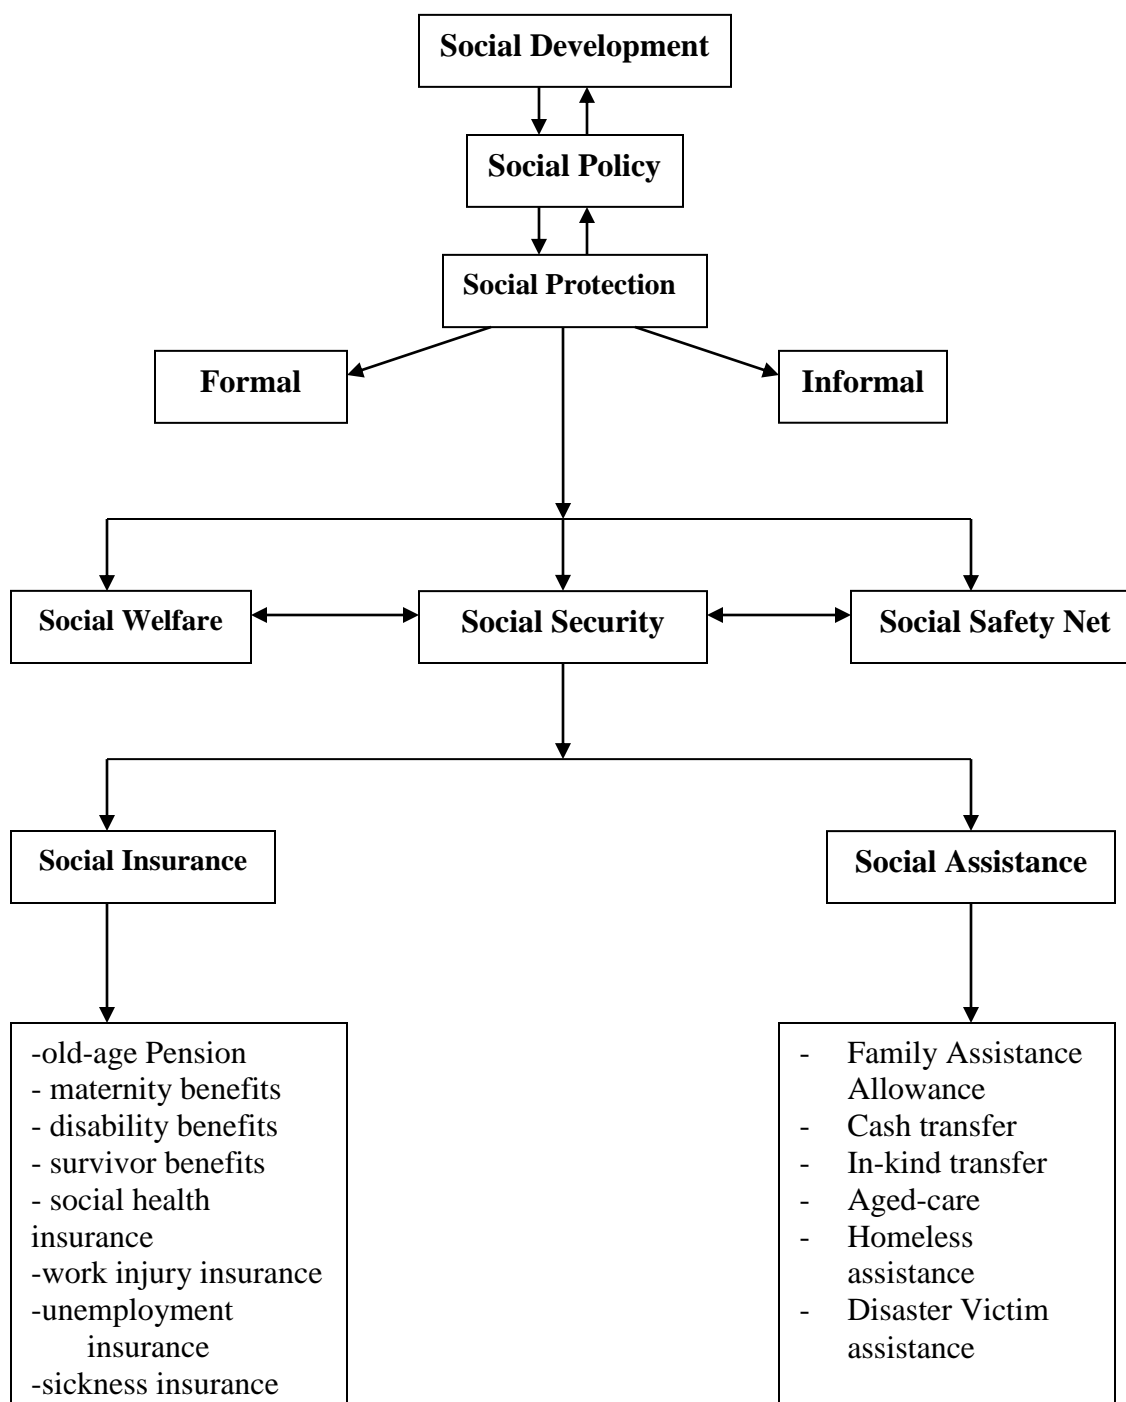 Social Development
Social Policy
Social Protection
Formal
Informal
Social Welfare
Social Security
Social Safety Net
Social Insurance
Social Assistance
-old-age Pension
- maternity benefits
- disability benefits
- survivor benefits
- social health
insurance
-work injury insurance
-unemployment
insurance
-sickness insurance
- Family Assistance
Allowance
- Cash transfer
- In-kind transfer
- Aged-care
- Homeless
assistance
- Disaster Victim
assistance